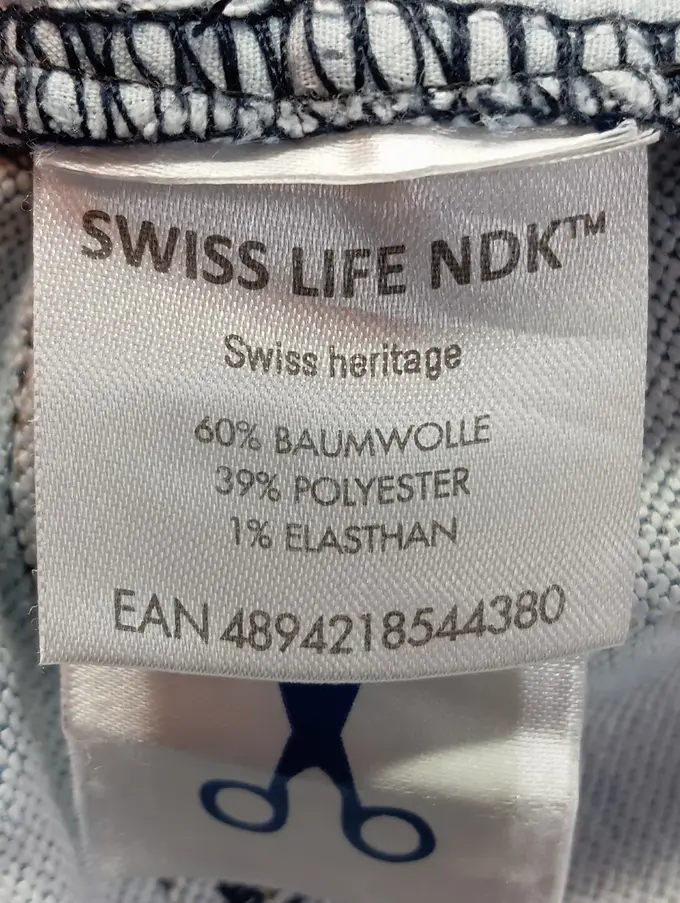 SWISS LIFE NDK™
Swiss heritage
60% BAUMWOLLE
39% POLYESTER
1% ELASTHAN
EAN 4894218544380